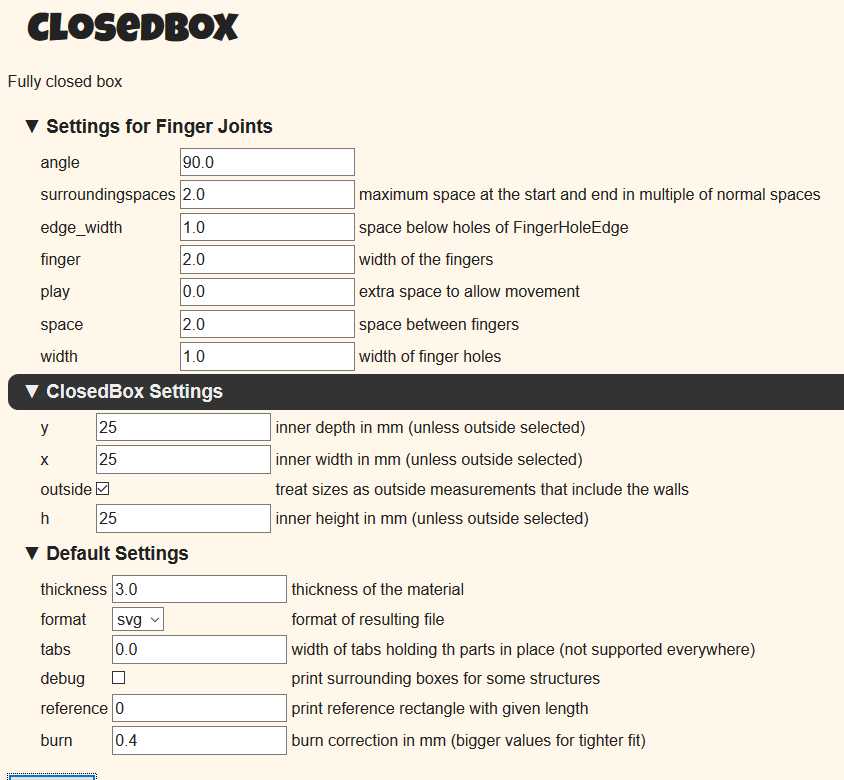 CLOSEDBOX
Fully closed box
▼ Settings for Finger Joints
angle 90.0
surroundingspaces 2.0 maximum space at the start and end in multiple of normal spaces
edge_width 1.0 space below holes of FingerHoleEdge
finger 2.0 width of the fingers
play 0.0 extra space to allow movement
space 2.0 space between fingers
width 1.0 width of finger holes
▼ ClosedBox Settings
y 25 inner depth in mm (unless outside selected)
x 25 inner width in mm (unless outside selected)
outside treat sizes as outside measurements that include the walls
h 25 inner height in mm (unless outside selected)
▼ Default Settings
thickness 3.0 thickness of the material
format svg format of resulting file
tabs 0.0 width of tabs holding th parts in place (not supported everywhere)
debug print surrounding boxes for some structures
reference 0 print reference rectangle with given length
burn 0.4 burn correction in mm (bigger values for tighter fit)